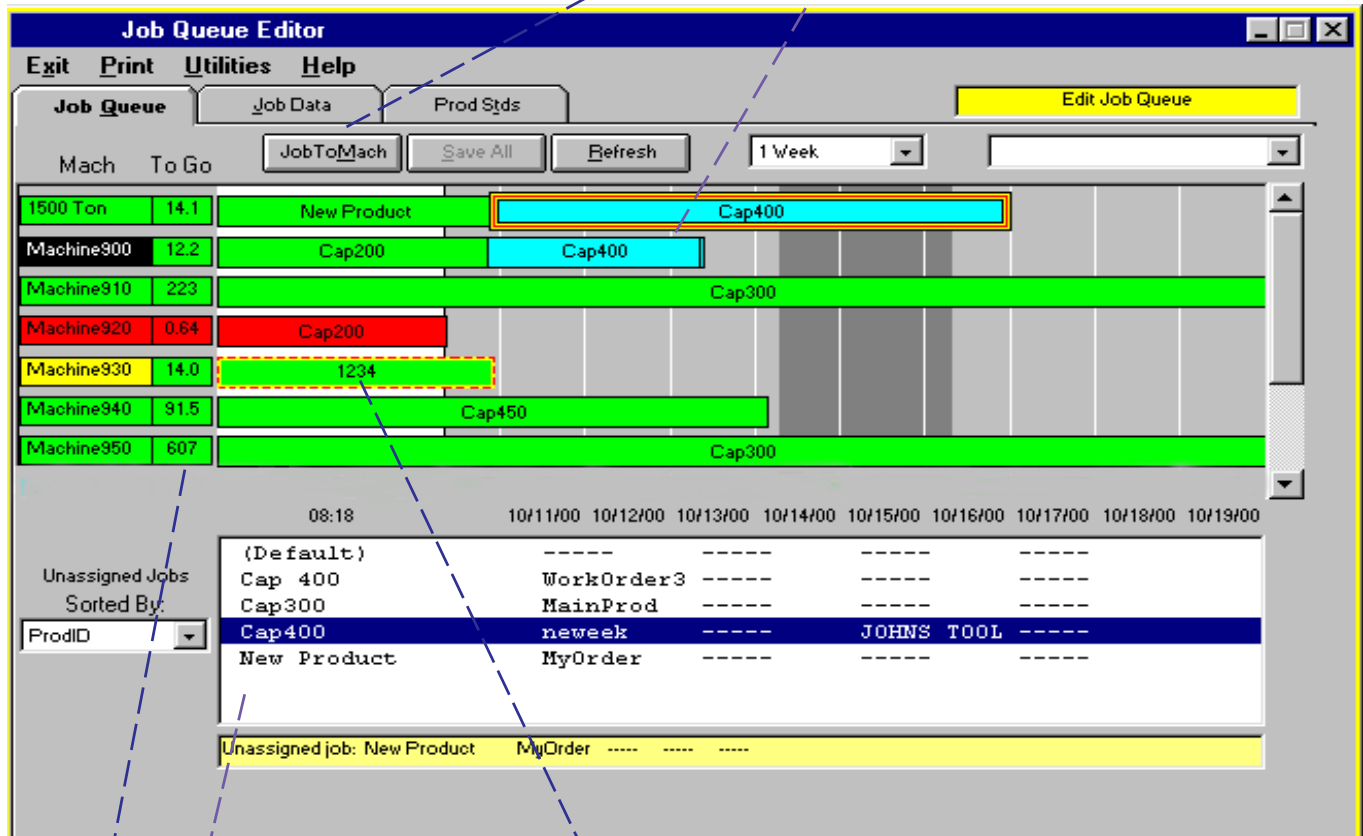 Job Queue Editor
Exit Print Utilities Help
Job Queue Job Data Prod Stds Edit Job Queue
Mach To Go JobToMach Save All Refresh 1 Week
1500 Ton 14.1 New Product Cap400
Machine900 12.2 Cap200 Cap400
Machine910 223 Cap300
Machine920 0.64 Cap200
Machine930 14.0 1234
Machine940 91.5 Cap450
Machine950 607 Cap300
08:18 10/11/00 10/12/00 10/13/00 10/14/00 10/15/00 10/16/00 10/17/00 10/18/00 10/19/00
Unassigned Jobs
Sorted By:
ProdID
(Default) ----- ----- ----- -----
Cap 400 WorkOrder3 ----- ----- -----
Cap300 MainProd ----- ----- -----
Cap400 neweek ----- JOHNS TOOL -----
New Product MyOrder ----- ----- -----
Unassigned job: New Product MyOrder ----- ----- -----